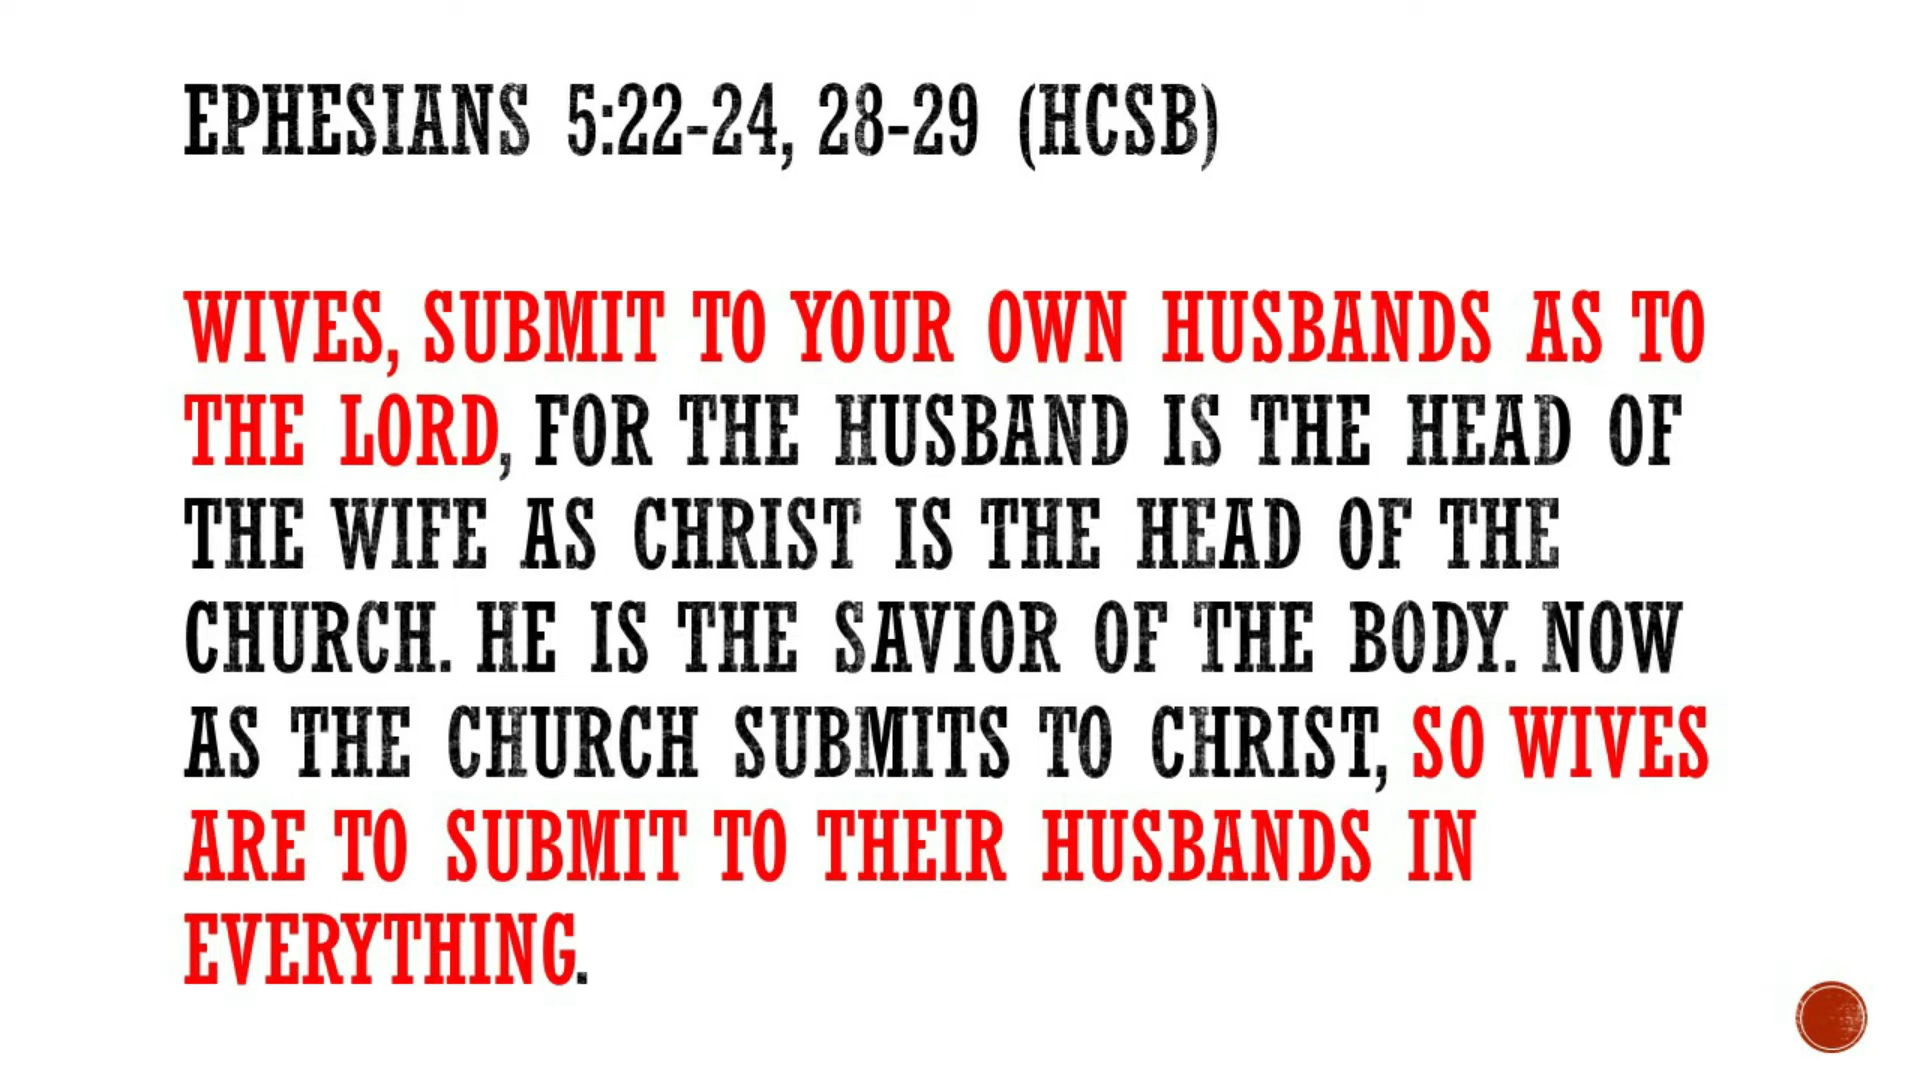 EPHESIANS 5:22-24, 28-29 (HCSB)
WIVES, SUBMIT TO YOUR OWN HUSBANDS AS TO
THE LORD, FOR THE HUSBAND IS THE HEAD OF
THE WIFE AS CHRIST IS THE HEAD OF THE
CHURCH. HE IS THE SAVIOR OF THE BODY. NOW
AS THE CHURCH SUBMITS TO CHRIST, SO WIVES
ARE TO SUBMIT TO THEIR HUSBANDS IN
EVERYTHING.